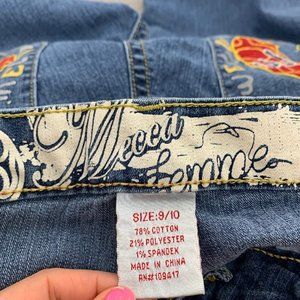 Mecca
Femme
SIZE:9/10
78% COTTON
21% POLYESTER
1% SPANDEX
MADE IN CHINA
RN#109417